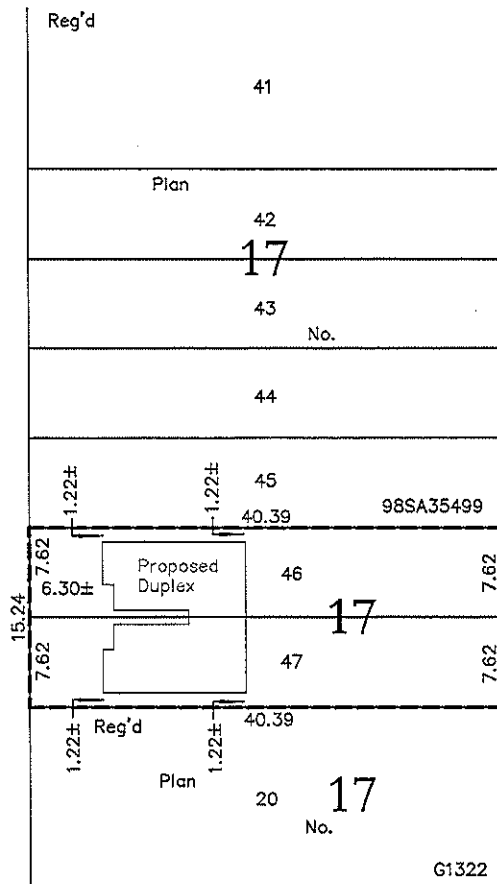 Reg'd
41
Plan
42
17
43
No.
44
45
1.22±
1.22±
40.39
98SA35499
7.62
Proposed
Duplex
46
7.62
6.30±
15.24
17
7.62
47
7.62
1.22±
1.22±
40.39
Reg'd
Plan
20
17
No.
G1322